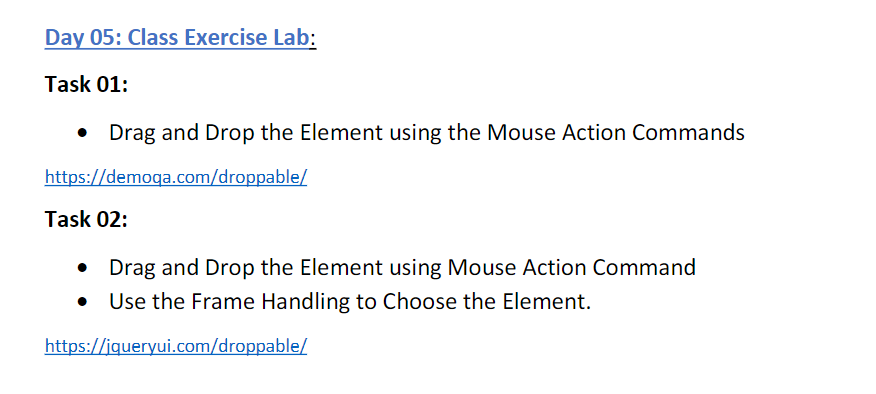 Day 05: Class Exercise Lab:
Task 01:
• Drag and Drop the Element using the Mouse Action Commands
https://demoqa.com/droppable/
Task 02:
• Drag and Drop the Element using Mouse Action Command
• Use the Frame Handling to Choose the Element.
https://jqueryui.com/droppable/